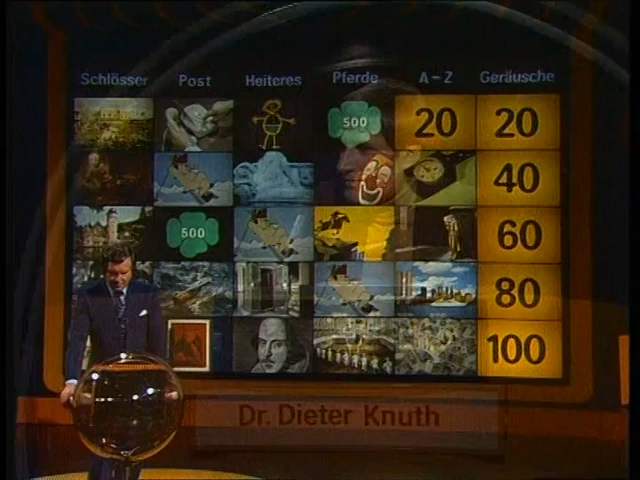 Schlösser Post Heiteres Pferde A-Z Geräusche
500 20 20
40
500 60
80
100
Dr. Dieter Knuth